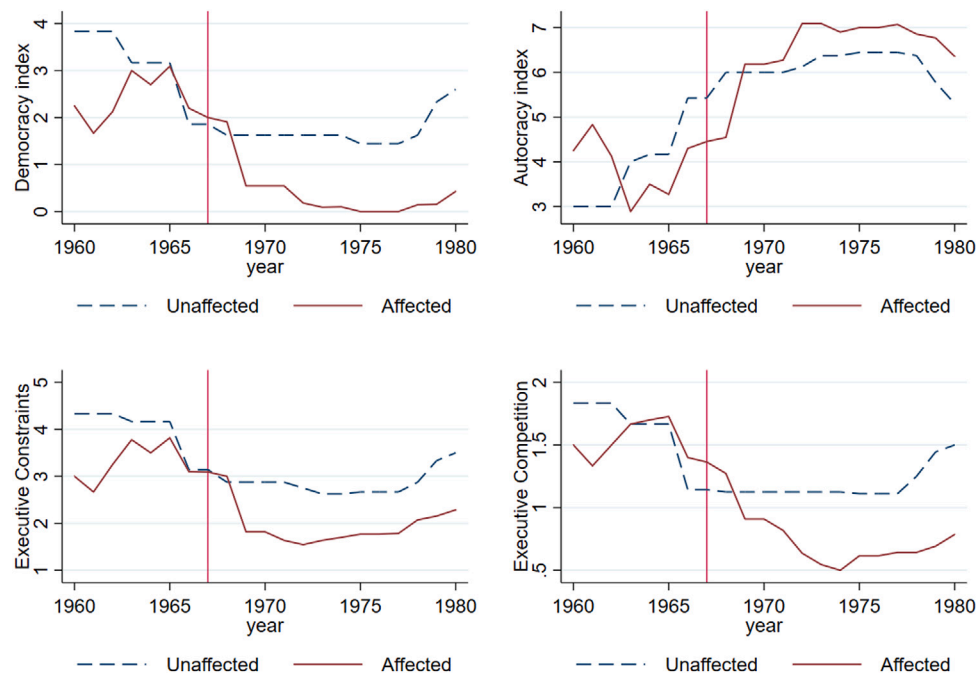 Democracy index
4
3
2
1
0
1960 1965 1970 1975 1980
year
Unaffected Affected
Autocracy index
7
6
5
4
3
1960 1965 1970 1975 1980
year
Unaffected Affected
Executive Constraints
5
4
3
2
1
1960 1965 1970 1975 1980
year
Unaffected Affected
Executive Competition
2
1.5
1
.5
1960 1965 1970 1975 1980
year
Unaffected Affected